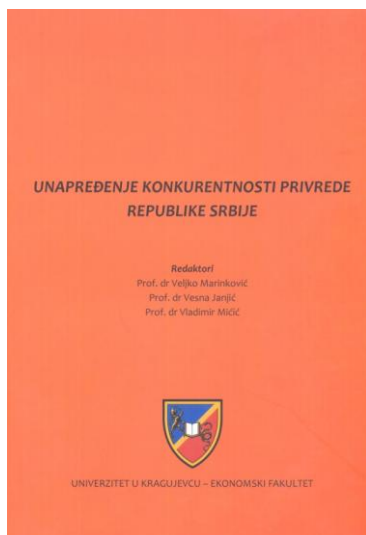 UNAPREĐENJE KONKURENTNOSTI PRIVREDE
REPUBLIKE SRBIJE
Redaktori
Prof. dr Veljko Marinković
Prof. dr Vesna Janjić
Prof. dr Vladimir Mičić
UNIVERZITET U KRAGUJEVCU – EKONOMSKI FAKULTET